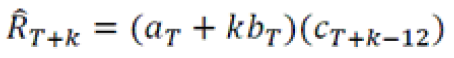 R̂_{T+k} = (a_T + kb_T)(c_{T+k−12})